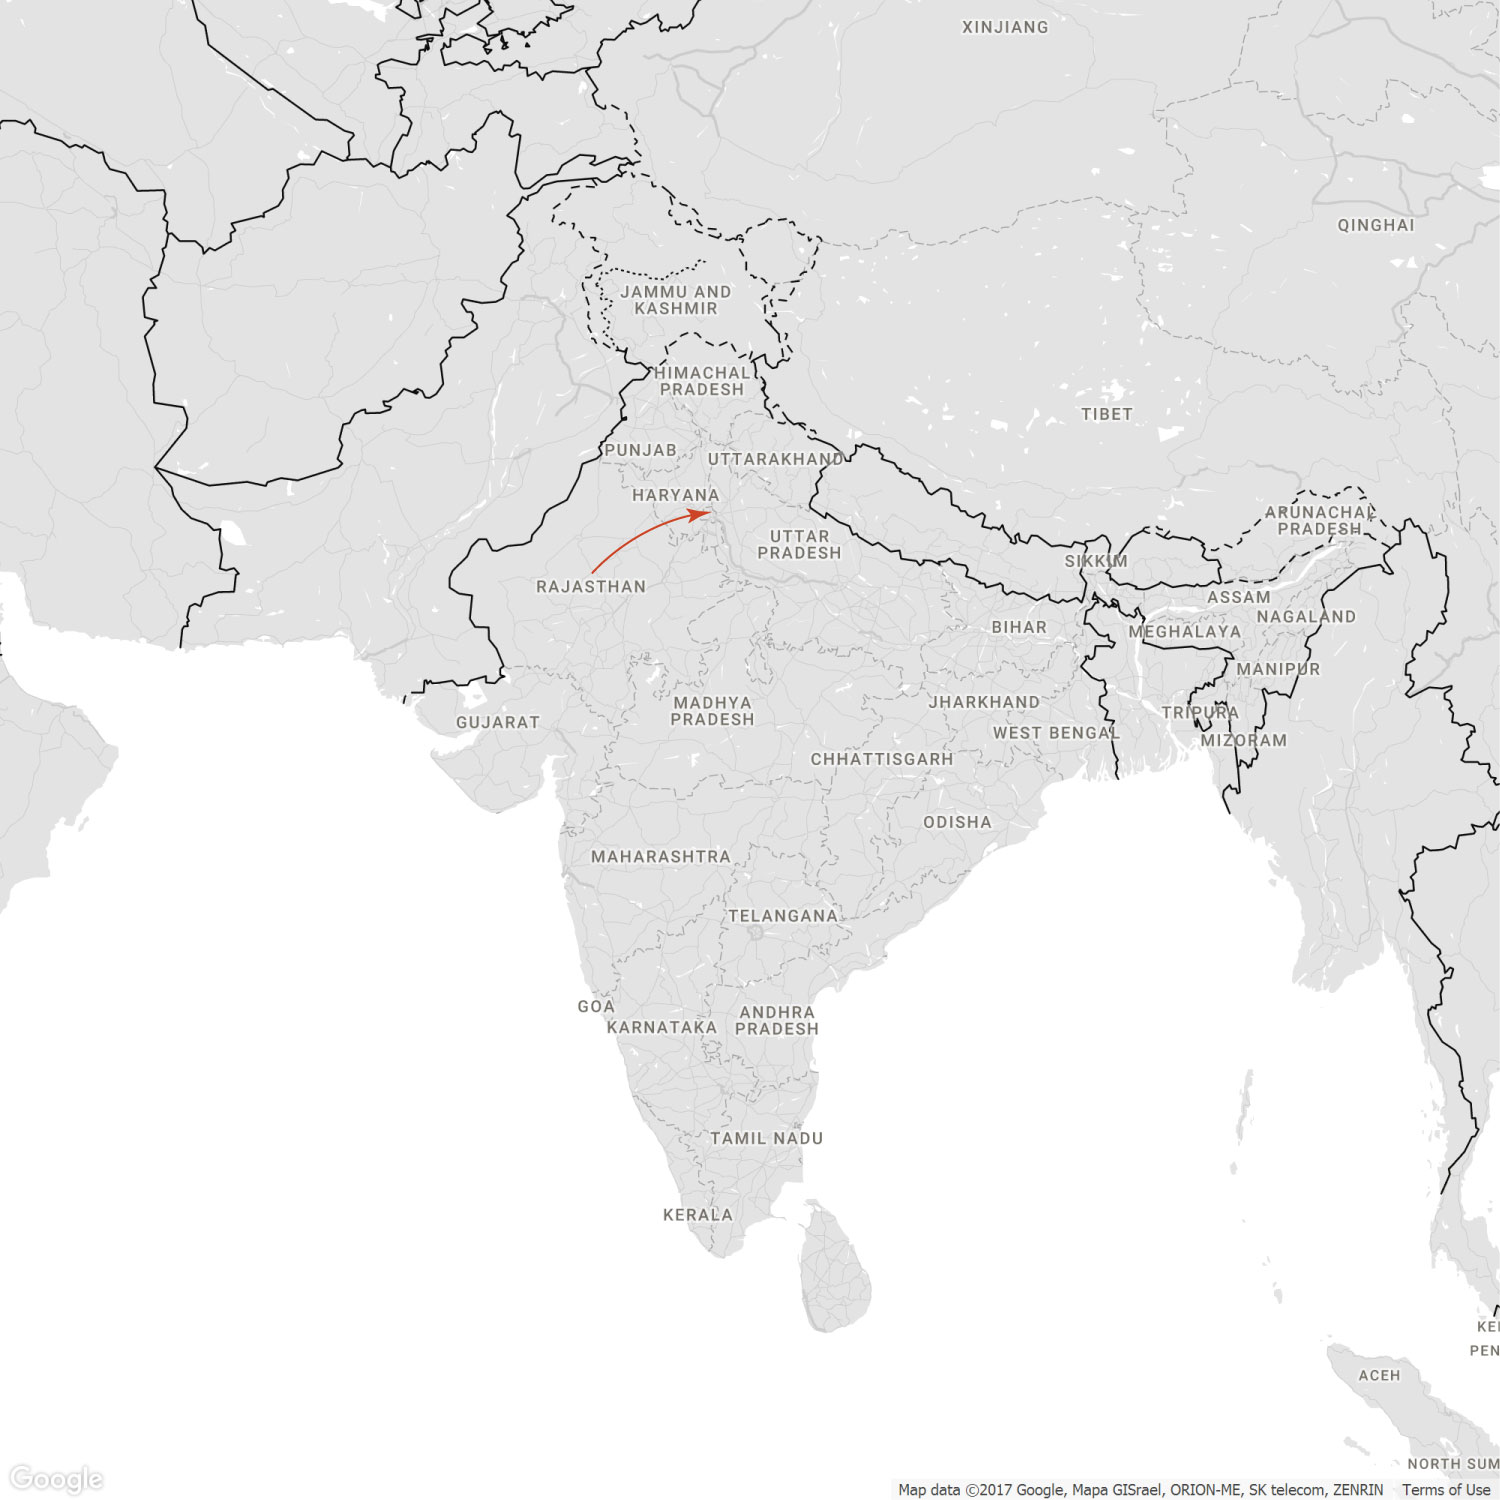 XINJIANG
QINGHAI
JAMMU AND
KASHMIR
HIMACHAL
PRADESH
TIBET
PUNJAB
UTTARAKHAND
HARYANA
ARUNACHAL
PRADESH
UTTAR
PRADESH
SIKKIM
RAJASTHAN
ASSAM
NAGALAND
BIHAR
MEGHALAYA
MANIPUR
MADHYA
PRADESH
JHARKHAND
TRIPURA
GUJARAT
WEST BENGAL
MIZORAM
CHHATTISGARH
ODISHA
MAHARASHTRA
TELANGANA
GOA
ANDHRA
PRADESH
KARNATAKA
TAMIL NADU
KERALA
KE
PEN
ACEH
NORTH SUM
Google
Map data ©2017 Google, Mapa GISrael, ORION-ME, SK telecom, ZENRIN Terms of Use